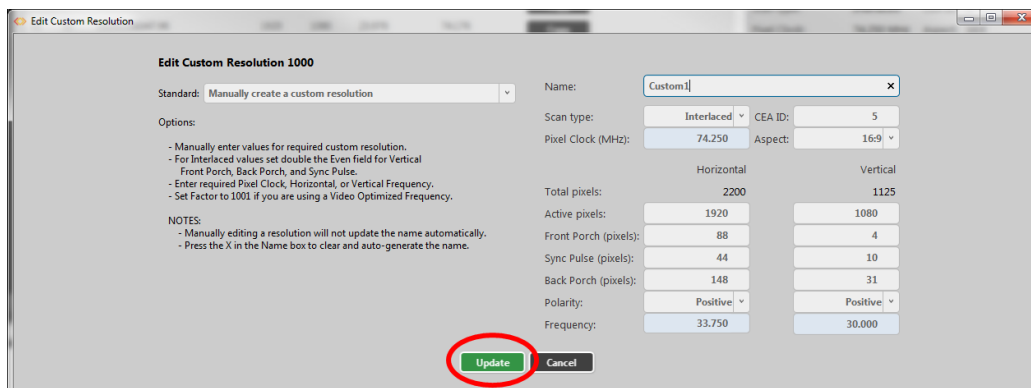 Edit Custom Resolution
Edit Custom Resolution 1000
Standard: Manually create a custom resolution
Options:
- Manually enter values for required custom resolution.
- For Interlaced values set double the Even field for Vertical
Front Porch, Back Porch, and Sync Pulse.
- Enter required Pixel Clock, Horizontal, or Vertical Frequency.
- Set Factor to 1001 if you are using a Video Optimized Frequency.
NOTES:
- Manually editing a resolution will not update the name automatically.
- Press the X in the Name box to clear and auto-generate the name.
Name: Custom1 x
Scan type: Interlaced CEA ID: 5
Pixel Clock (MHz): 74.250 Aspect: 16:9
Horizontal Vertical
Total pixels: 2200 1125
Active pixels: 1920 1080
Front Porch (pixels): 88 4
Sync Pulse (pixels): 44 10
Back Porch (pixels): 148 31
Polarity: Positive Positive
Frequency: 33.750 30.000
Update Cancel